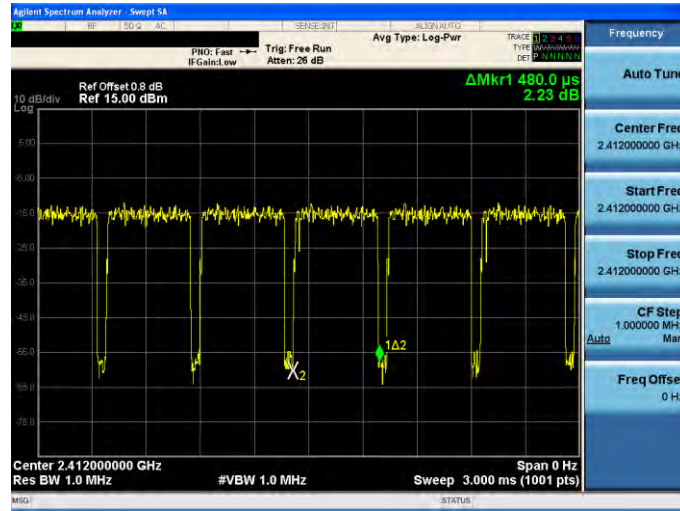 Agilent Spectrum Analyzer - Swept SA
RF 50 Ω AC SENSE:INT ALIGN AUTO
PNO: Fast
IFGain:Low
Trig: Free Run
Atten: 26 dB
Avg Type: Log-Pwr
TRACE 1 2 3 4 5 6
TYPE
DET P N N N N N
ΔMkr1 480.0 µs
2.23 dB
Ref Offset 0.8 dB
10 dB/div Ref 15.00 dBm
Log
5.00
-5.00
-15.0
-25.0
-35.0
-45.0
-55.0
-65.0
-75.0
1Δ2
X2
Center 2.412000000 GHz Span 0 Hz
Res BW 1.0 MHz #VBW 1.0 MHz Sweep 3.000 ms (1001 pts)
MSG STATUS
Frequency
Auto Tune
Center Freq
2.412000000 GHz
Start Freq
2.412000000 GHz
Stop Freq
2.412000000 GHz
CF Step
1.000000 MHz
Auto Man
Freq Offset
0 Hz